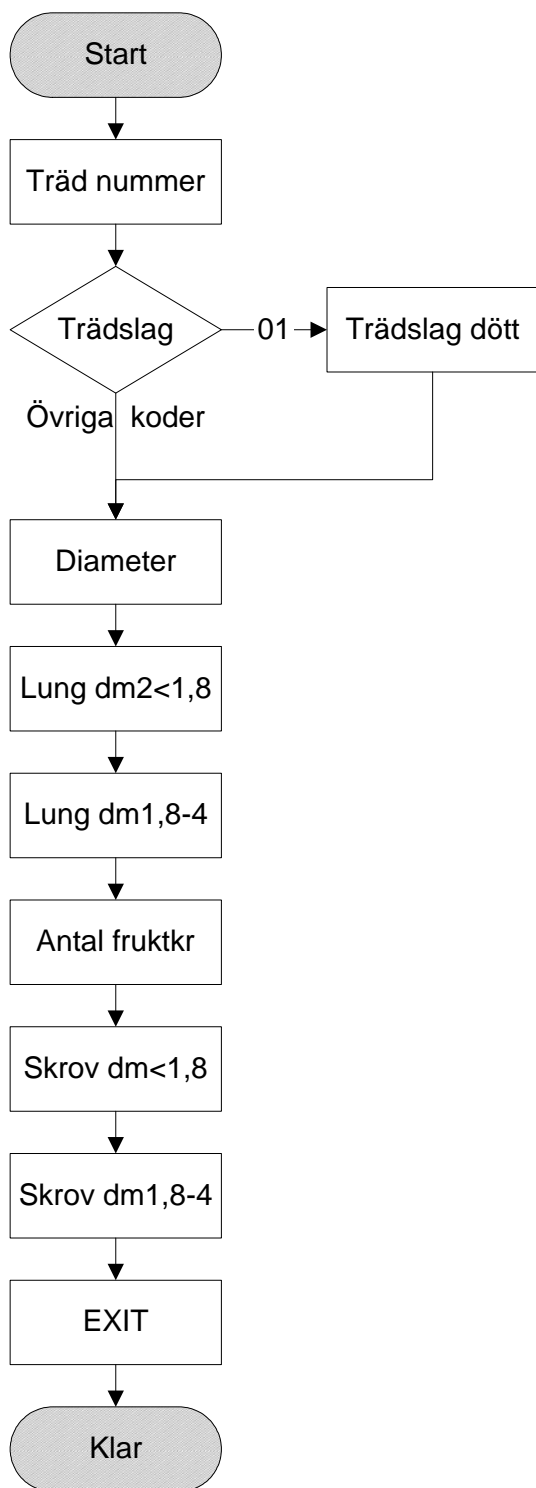 Start
Träd nummer
Trädslag
01
Trädslag dött
Övriga koder
Diameter
Lung dm2<1,8
Lung dm1,8-4
Antal fruktkr
Skrov dm<1,8
Skrov dm1,8-4
EXIT
Klar